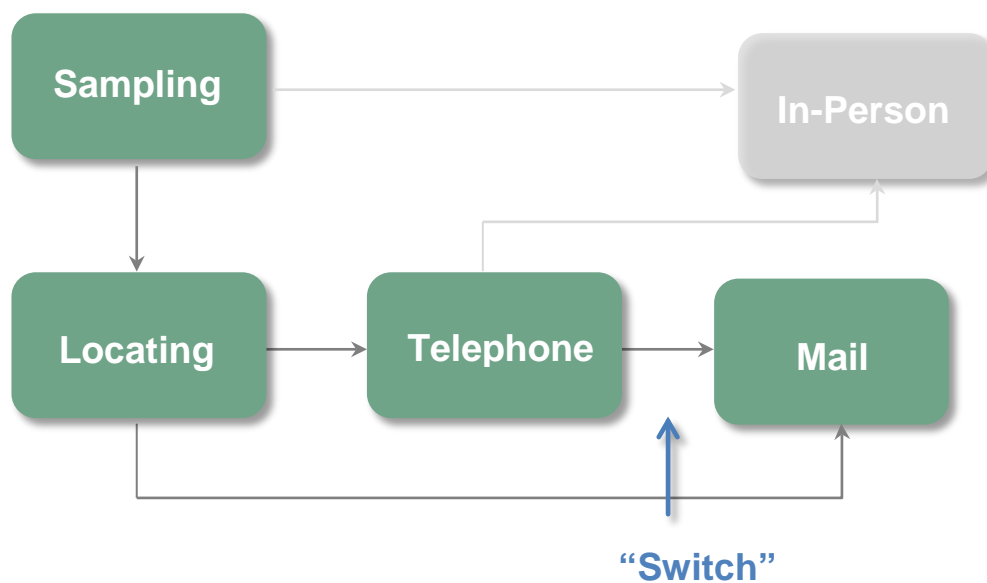 Sampling
In-Person
Locating
Telephone
Mail
“Switch”